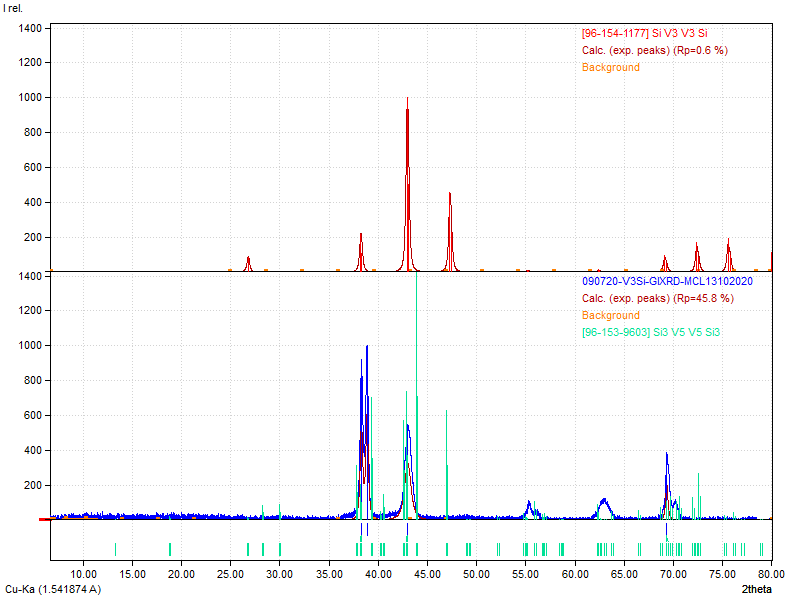 I rel.
1400
1200
1000
800
600
400
200
[96-154-1177] Si V3 V3 Si
Calc. (exp. peaks) (Rp=0.6 %)
Background
1400
1200
1000
800
600
400
200
090720-V3Si-GIXRD-MCL13102020
Calc. (exp. peaks) (Rp=45.8 %)
Background
[96-153-9603] Si3 V5 V5 Si3
10.00 15.00 20.00 25.00 30.00 35.00 40.00 45.00 50.00 55.00 60.00 65.00 70.00 75.00 80.00
Cu-Ka (1.541874 A) 2theta